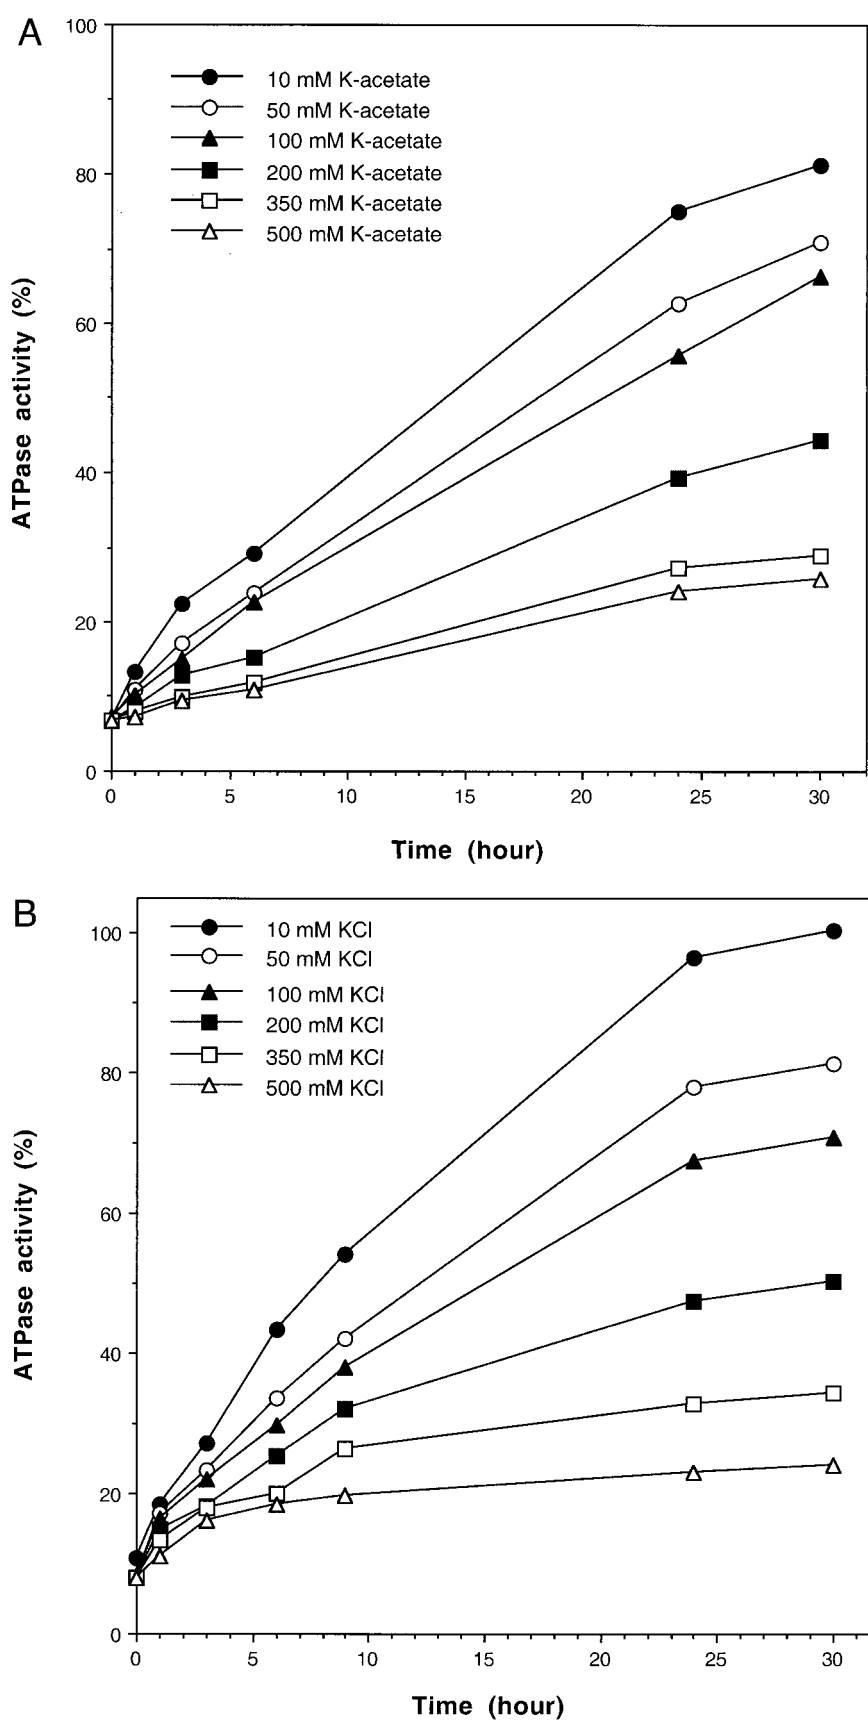 A
100
80
60
40
20
0
ATPase activity (%)
10 mM K-acetate
50 mM K-acetate
100 mM K-acetate
200 mM K-acetate
350 mM K-acetate
500 mM K-acetate
0 5 10 15 20 25 30
Time (hour)
B
100
80
60
40
20
0
ATPase activity (%)
10 mM KCl
50 mM KCl
100 mM KCl
200 mM KCl
350 mM KCl
500 mM KCl
0 5 10 15 20 25 30
Time (hour)